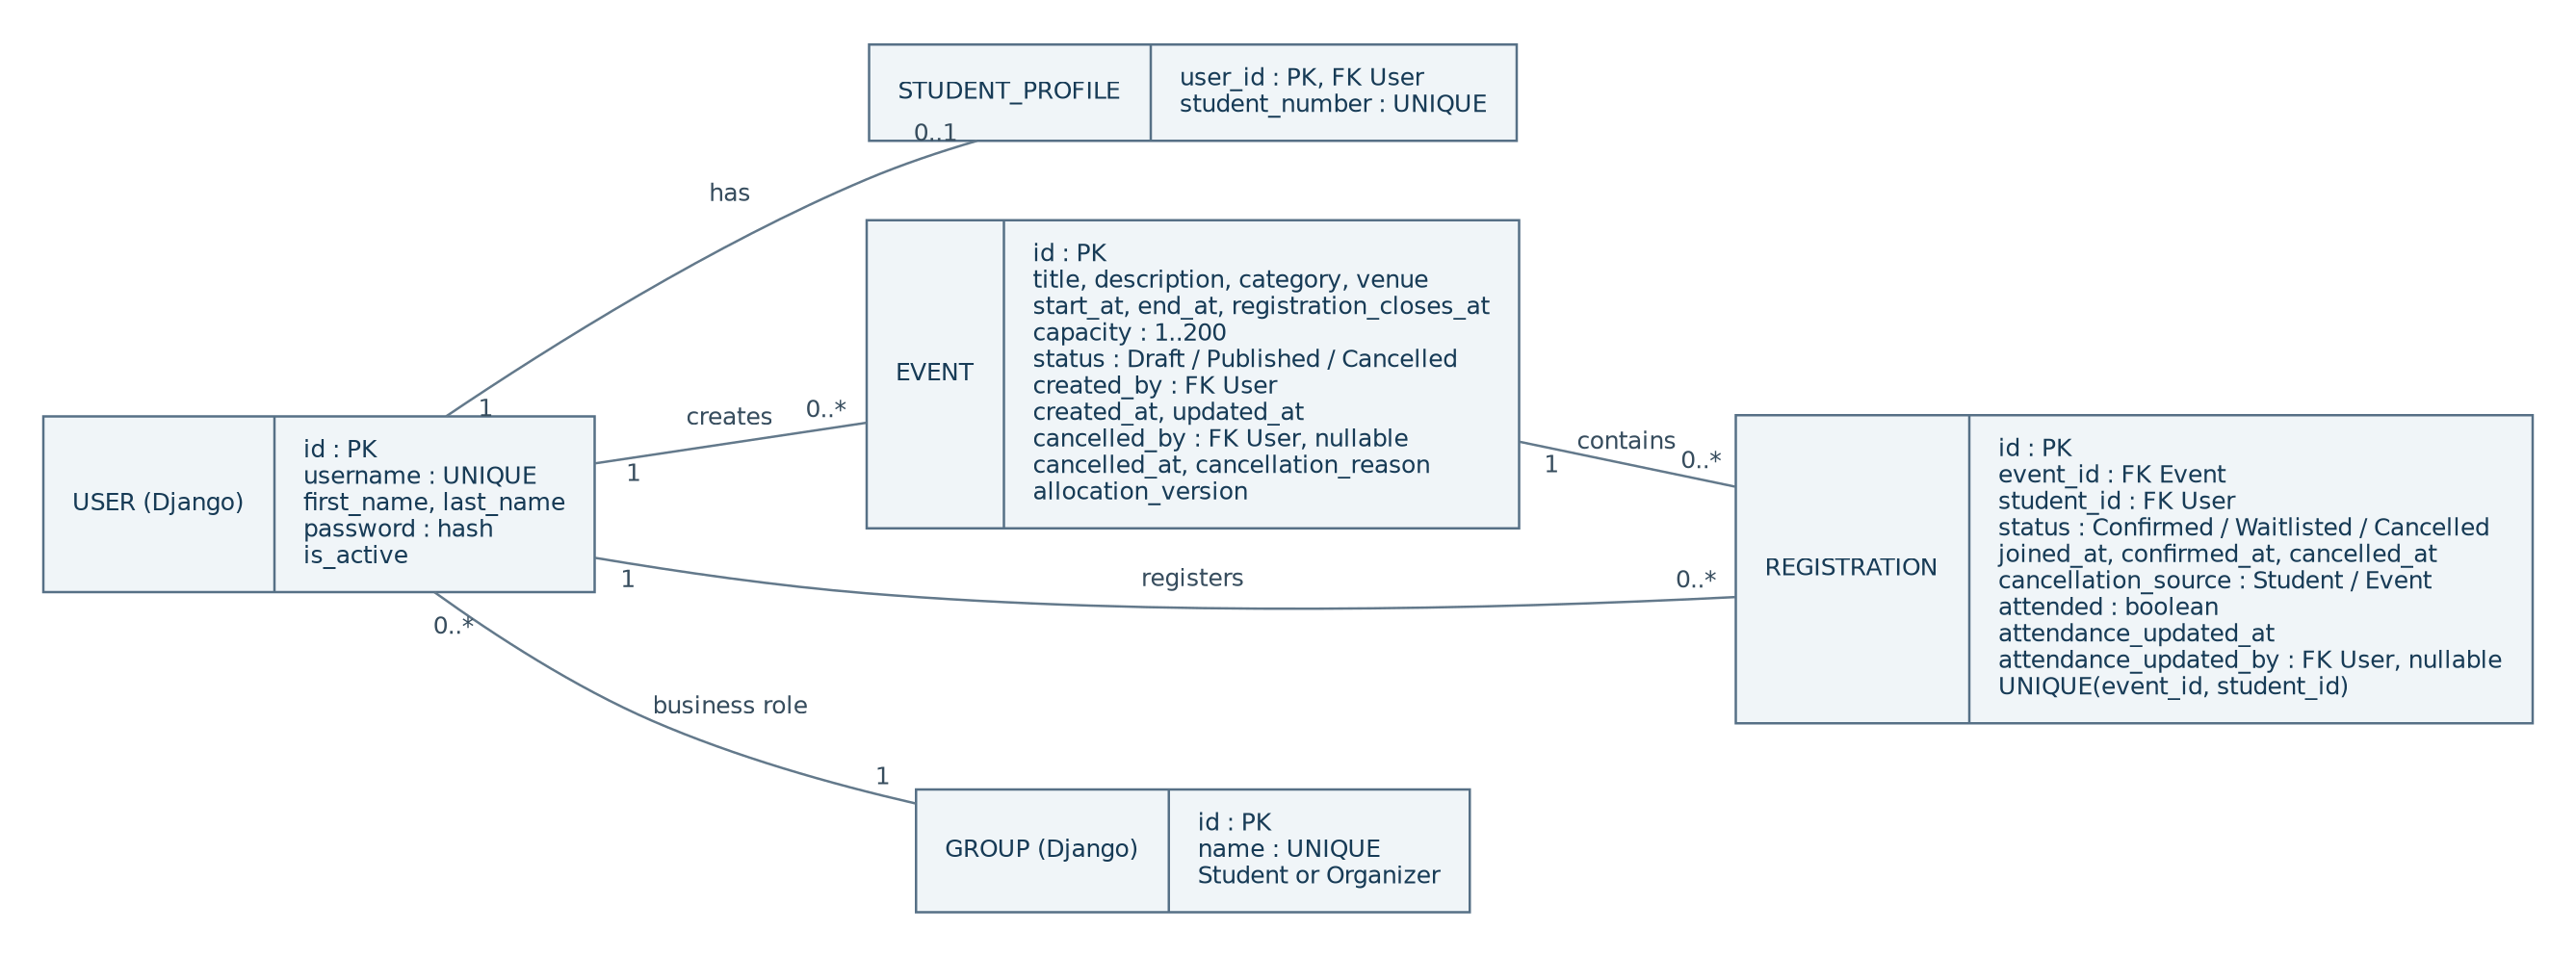 STUDENT_PROFILE
user_id : PK, FK User
student_number : UNIQUE
0..1
has
1
EVENT
id : PK
title, description, category, venue
start_at, end_at, registration_closes_at
capacity : 1..200
status : Draft / Published / Cancelled
created_by : FK User
created_at, updated_at
cancelled_by : FK User, nullable
cancelled_at, cancellation_reason
allocation_version
creates
0..*
1
USER (Django)
id : PK
username : UNIQUE
first_name, last_name
password : hash
is_active
contains
1
0..*
REGISTRATION
id : PK
event_id : FK Event
student_id : FK User
status : Confirmed / Waitlisted / Cancelled
joined_at, confirmed_at, cancelled_at
cancellation_source : Student / Event
attended : boolean
attendance_updated_at
attendance_updated_by : FK User, nullable
UNIQUE(event_id, student_id)
1
registers
0..*
0..*
business role
1
GROUP (Django)
id : PK
name : UNIQUE
Student or Organizer